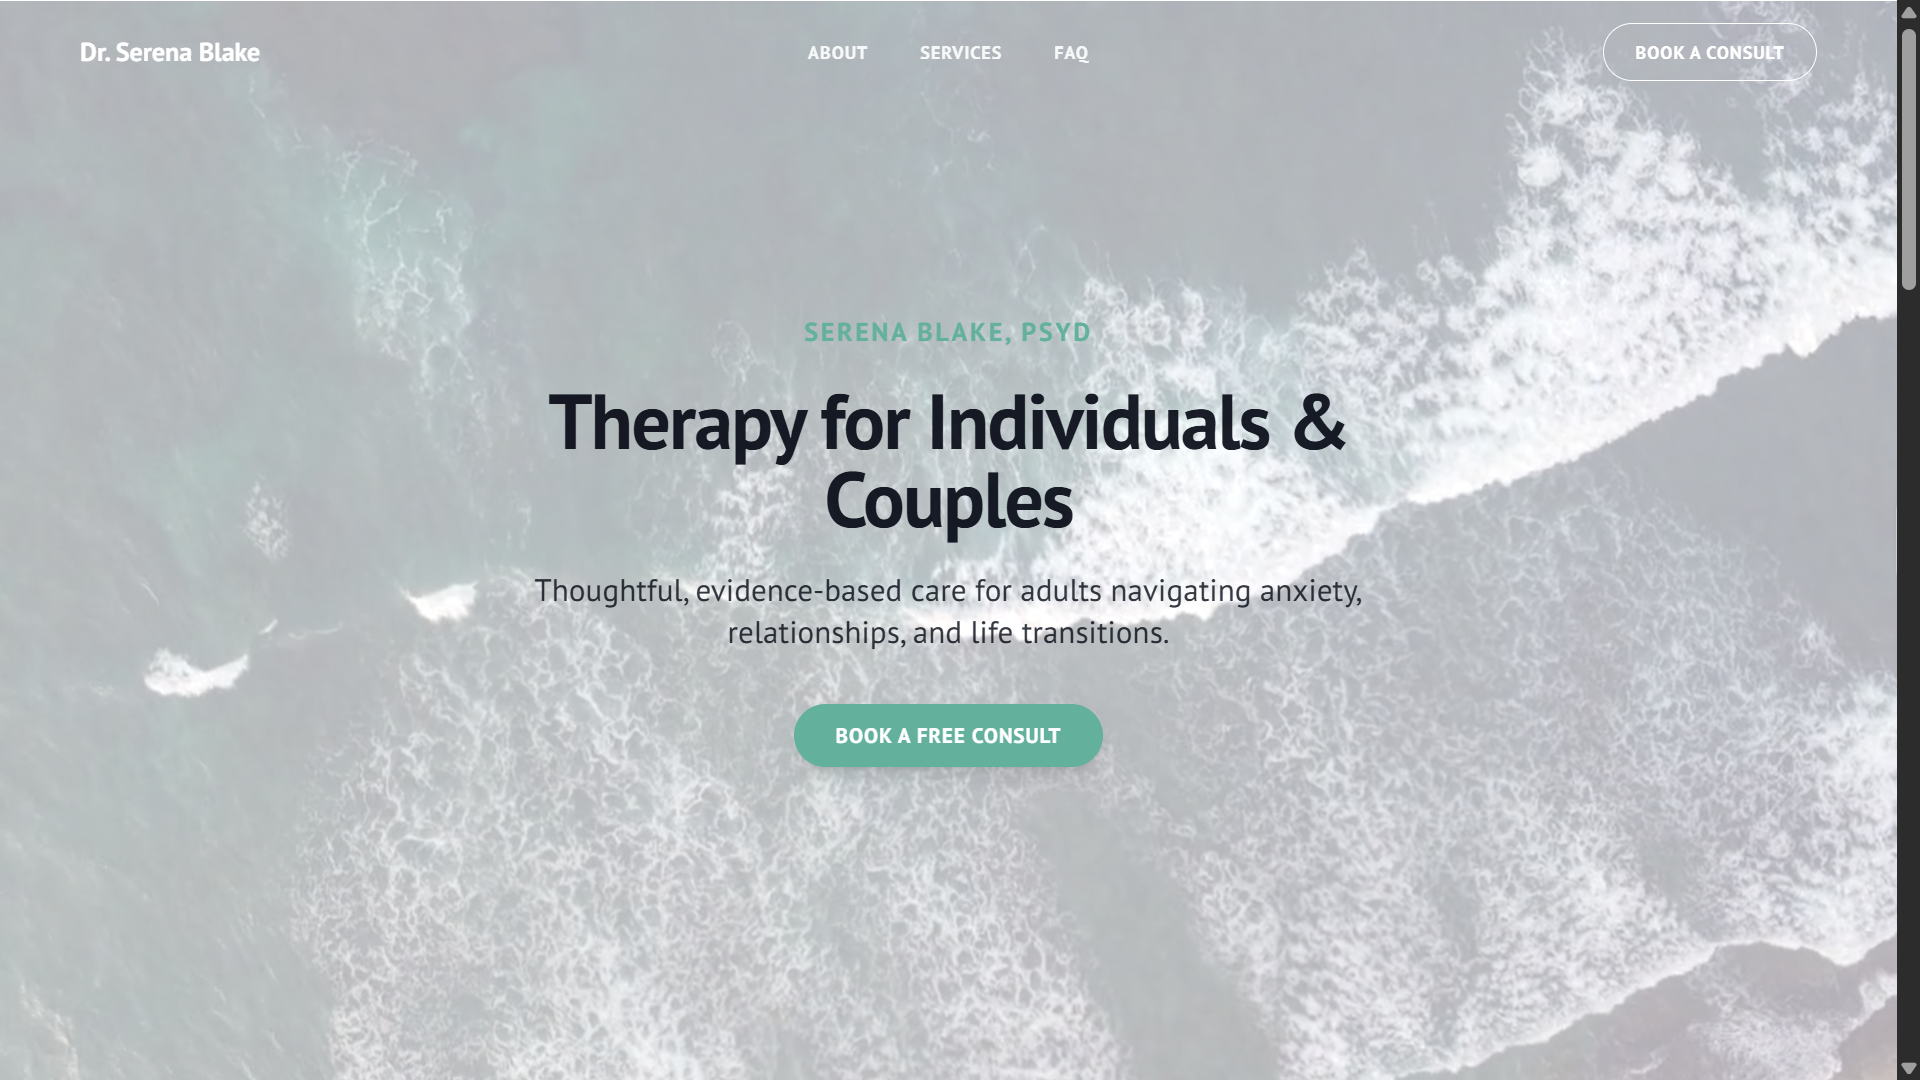 Dr. Serena Blake
ABOUT
SERVICES
FAQ
BOOK A CONSULT
SERENA BLAKE, PSYD
Therapy for Individuals &
Couples
Thoughtful, evidence-based care for adults navigating anxiety,
relationships, and life transitions.
BOOK A FREE CONSULT